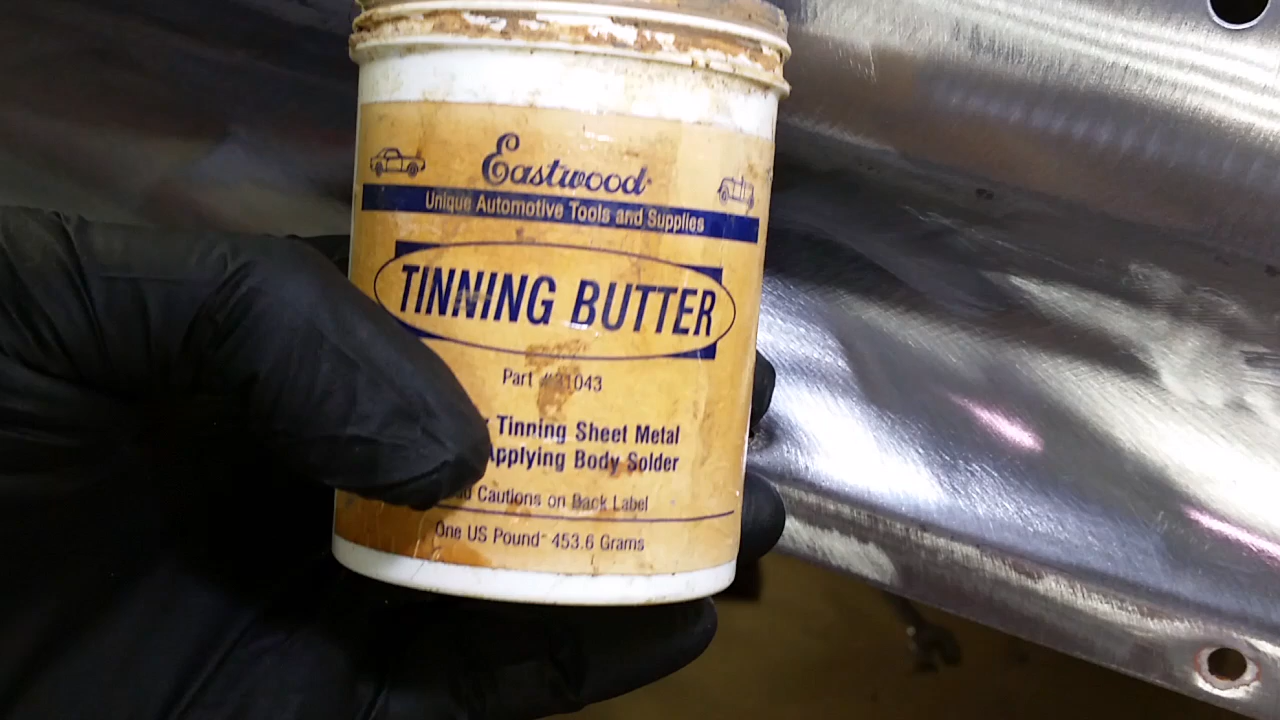 Eastwood
Unique Automotive Tools and Supplies
TINNING BUTTER
Part #31043
Tinning Sheet Metal
Applying Body Solder
Cautions on Back Label
One US Pound - 453.6 Grams